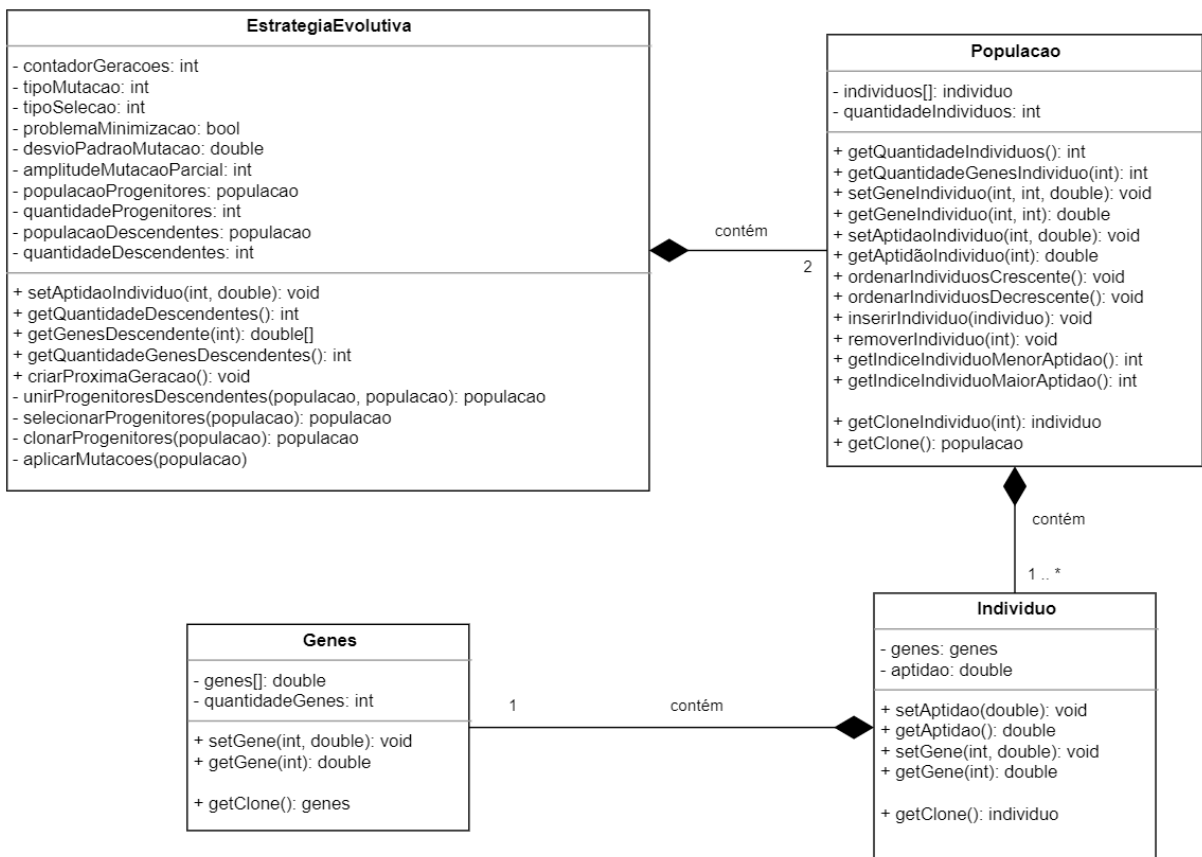 EstrategiaEvolutiva
- contadorGeracoes: int
- tipoMutacao: int
- tipoSelecao: int
- problemaMinimizacao: bool
- desvioPadraoMutacao: double
- amplitudeMutacaoParcial: int
- populacaoProgenitores: populacao
- quantidadeProgenitores: int
- populacaoDescendentes: populacao
- quantidadeDescendentes: int
+ setAptidaoIndividuo(int, double): void
+ getQuantidadeDescendentes(): int
+ getGenesDescendente(int): double[]
+ getQuantidadeGenesDescendentes(): int
+ criarProximaGeracao(): void
- unirProgenitoresDescendentes(populacao, populacao): populacao
- selecionarProgenitores(populacao): populacao
- clonarProgenitores(populacao): populacao
- aplicarMutacoes(populacao)
contém
2
Populacao
- individuos[]: individuo
- quantidadeIndividuos: int
+ getQuantidadeIndividuos(): int
+ getQuantidadeGenesIndividuo(int): int
+ setGeneIndividuo(int, int, double): void
+ getGeneIndividuo(int, int): double
+ setAptidaoIndividuo(int, double): void
+ getAptidãoIndividuo(int): double
+ ordenarIndividuosCrescente(): void
+ ordenarIndividuosDecrescente(): void
+ inserirIndividuo(individuo): void
+ removerIndividuo(int): void
+ getIndiceIndividuoMenorAptidao(): int
+ getIndiceIndividuoMaiorAptidao(): int
+ getCloneIndividuo(int): individuo
+ getClone(): populacao
contém
1 .. *
Genes
- genes[]: double
- quantidadeGenes: int
+ setGene(int, double): void
+ getGene(int): double
+ getClone(): genes
1
contém
Individuo
- genes: genes
- aptidao: double
+ setAptidao(double): void
+ getAptidao(): double
+ setGene(int, double): void
+ getGene(int): double
+ getClone(): individuo